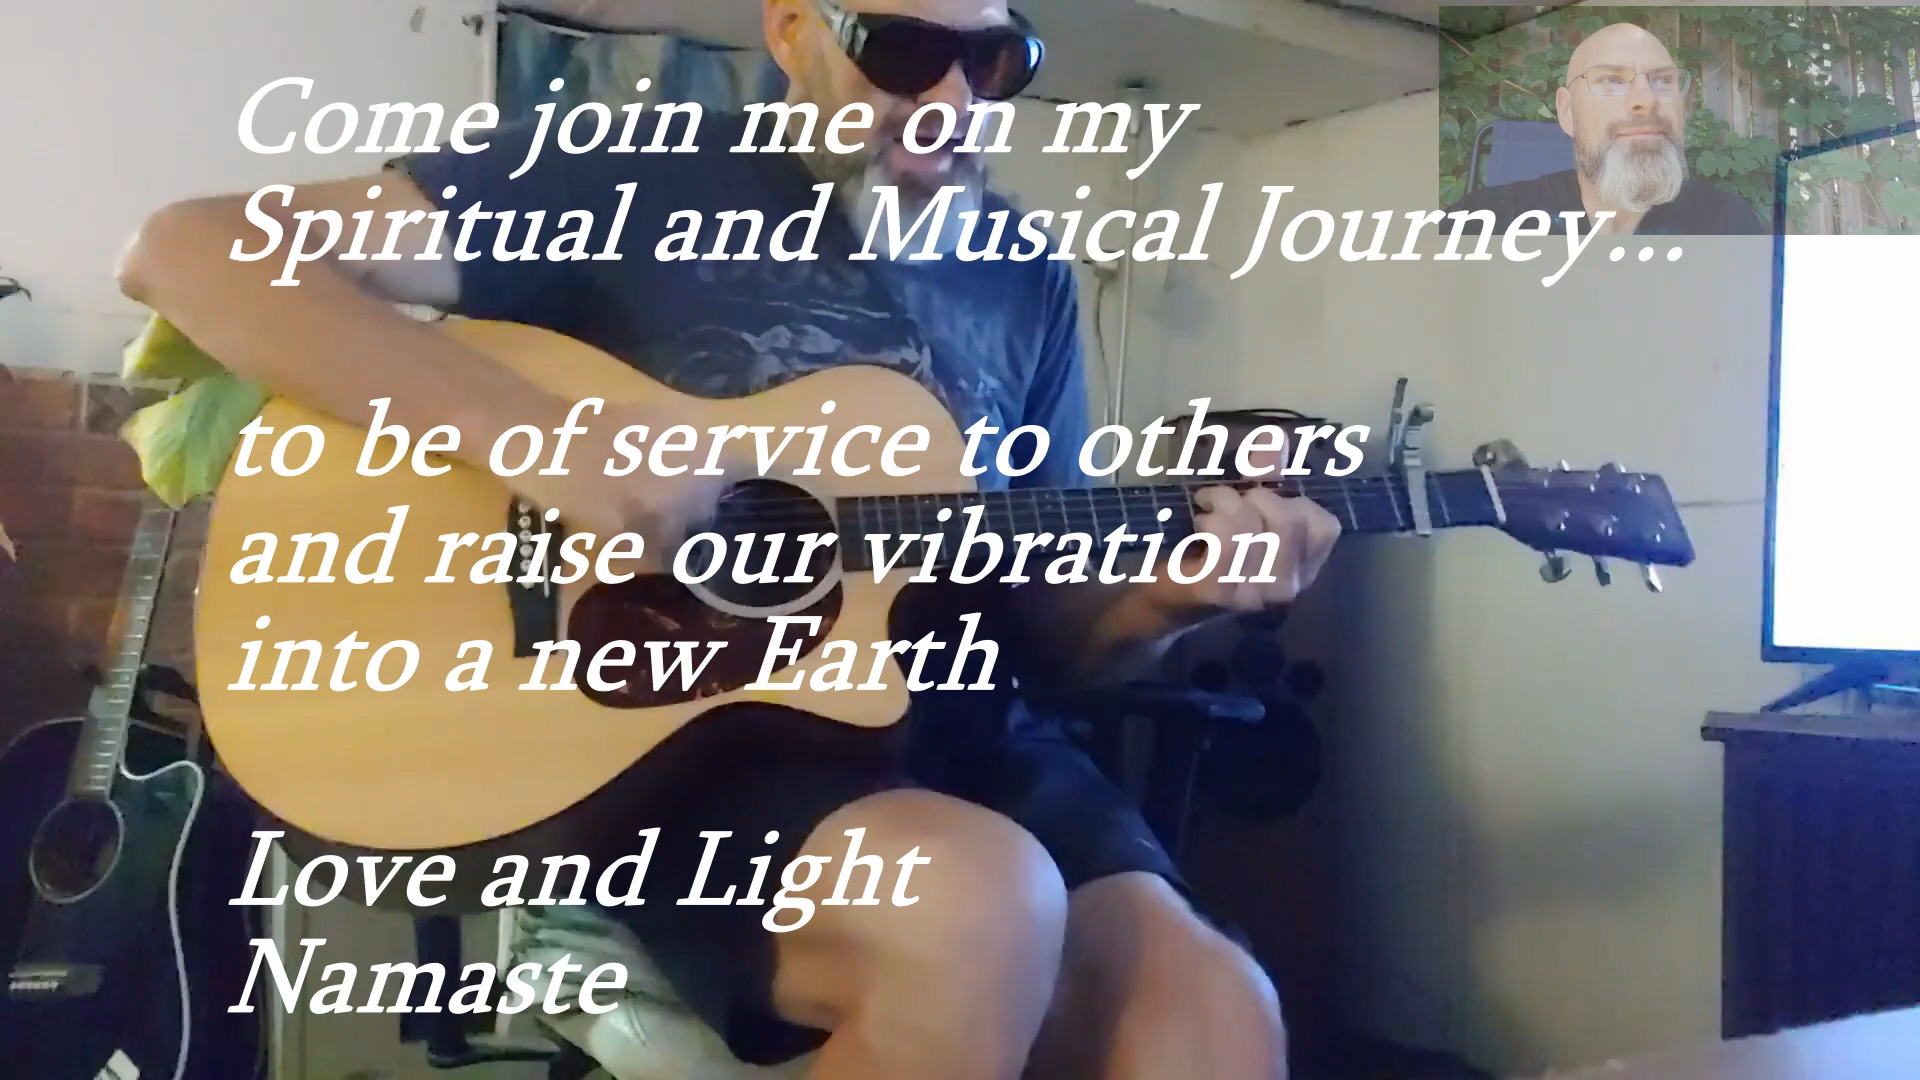 Come join me on my
Spiritual and Musical Journey...
to be of service to others
and raise our vibration
into a new Earth
Love and Light
Namaste